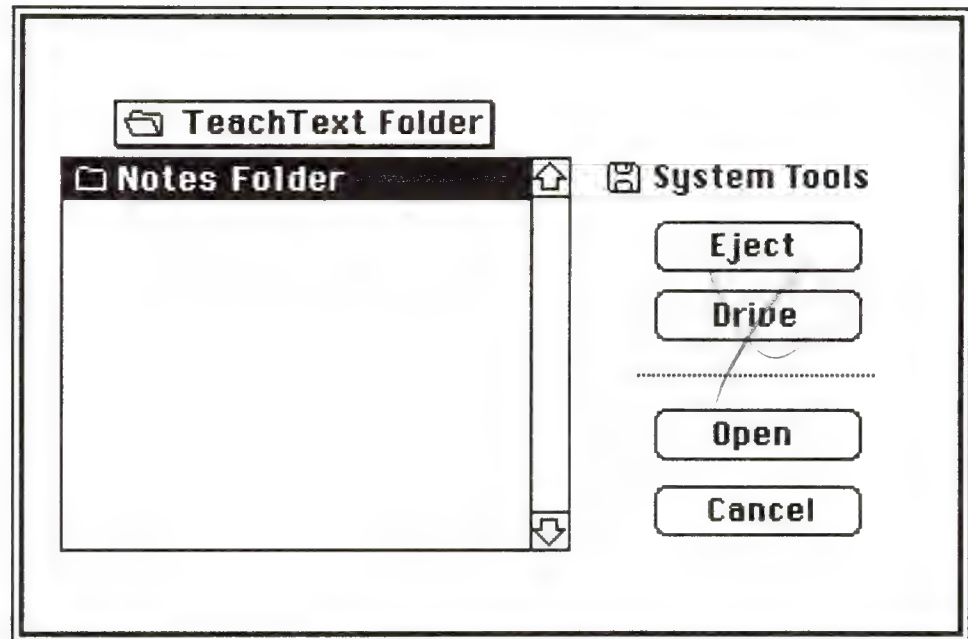 TeachText Folder
Notes Folder
System Tools
Eject
Drive
Open
Cancel